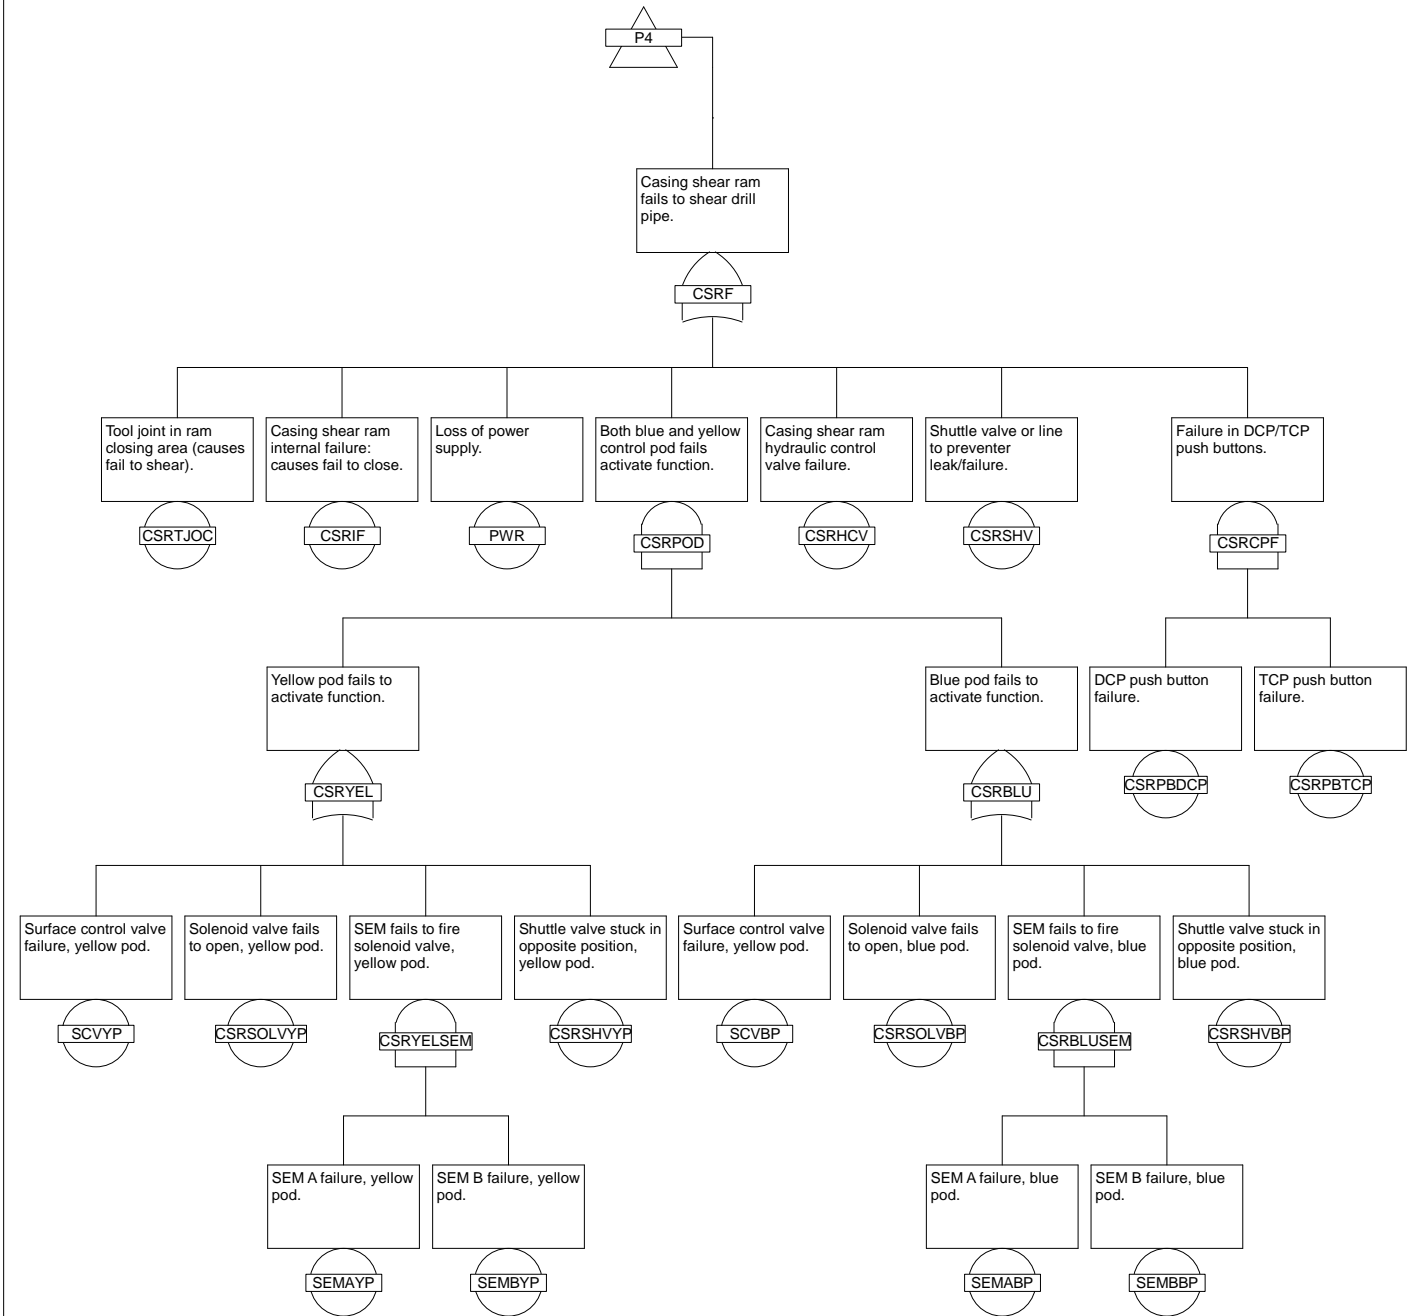 P4
Casing shear ram
fails to shear drill
pipe.
CSRF
Tool joint in ram
closing area (causes
fail to shear).
CSRTJOC
Casing shear ram
internal failure:
causes fail to close.
CSRIF
Loss of power
supply.
PWR
Both blue and yellow
control pod fails
activate function.
CSRPOD
Casing shear ram
hydraulic control
valve failure.
CSRHCV
Shuttle valve or line
to preventer
leak/failure.
CSRSHV
Failure in DCP/TCP
push buttons.
CSRCPF
Yellow pod fails to
activate function.
CSRYEL
Blue pod fails to
activate function.
CSRBLU
DCP push button
failure.
CSRPBDCP
TCP push button
failure.
CSRPBTCP
Surface control valve
failure, yellow pod.
SCVYP
Solenoid valve fails
to open, yellow pod.
CSRSOLVYP
SEM fails to fire
solenoid valve,
yellow pod.
CSRYELSEM
Shuttle valve stuck in
opposite position,
yellow pod.
CSRSHVYP
Surface control valve
failure, yellow pod.
SCVBP
Solenoid valve fails
to open, blue pod.
CSRSOLVBP
SEM fails to fire
solenoid valve, blue
pod.
CSRBLUSEM
Shuttle valve stuck in
opposite position,
blue pod.
CSRSHVBP
SEM A failure, yellow
pod.
SEMAYP
SEM B failure, yellow
pod.
SEMBYP
SEM A failure, blue
pod.
SEMABP
SEM B failure, blue
pod.
SEMBBP